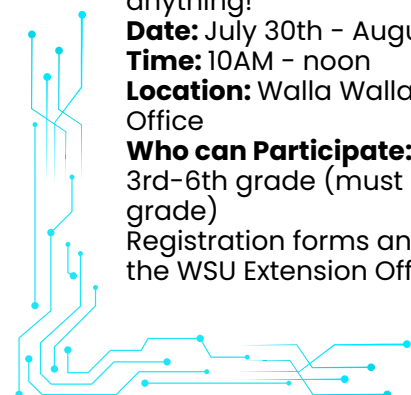 anything!
Date: July 30th - Augu
Time: 10AM - noon
Location: Walla Walla
Office
Who can Participate:
3rd-6th grade (must
grade)
Registration forms an
the WSU Extension Off